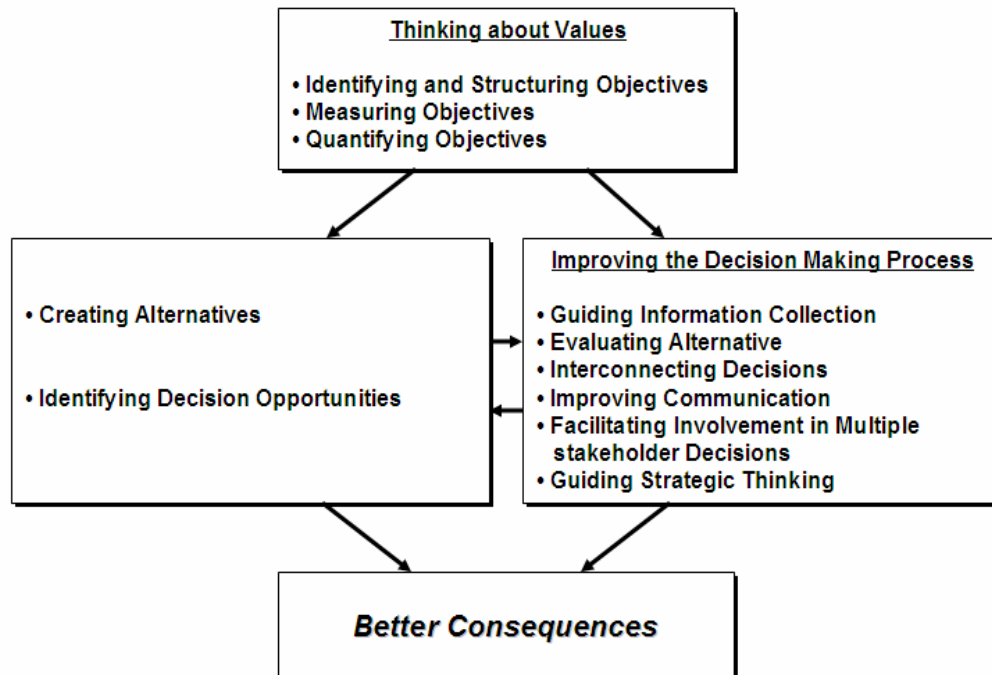 Thinking about Values
• Identifying and Structuring Objectives
• Measuring Objectives
• Quantifying Objectives
• Creating Alternatives
• Identifying Decision Opportunities
Improving the Decision Making Process
• Guiding Information Collection
• Evaluating Alternative
• Interconnecting Decisions
• Improving Communication
• Facilitating Involvement in Multiple
stakeholder Decisions
• Guiding Strategic Thinking
Better Consequences